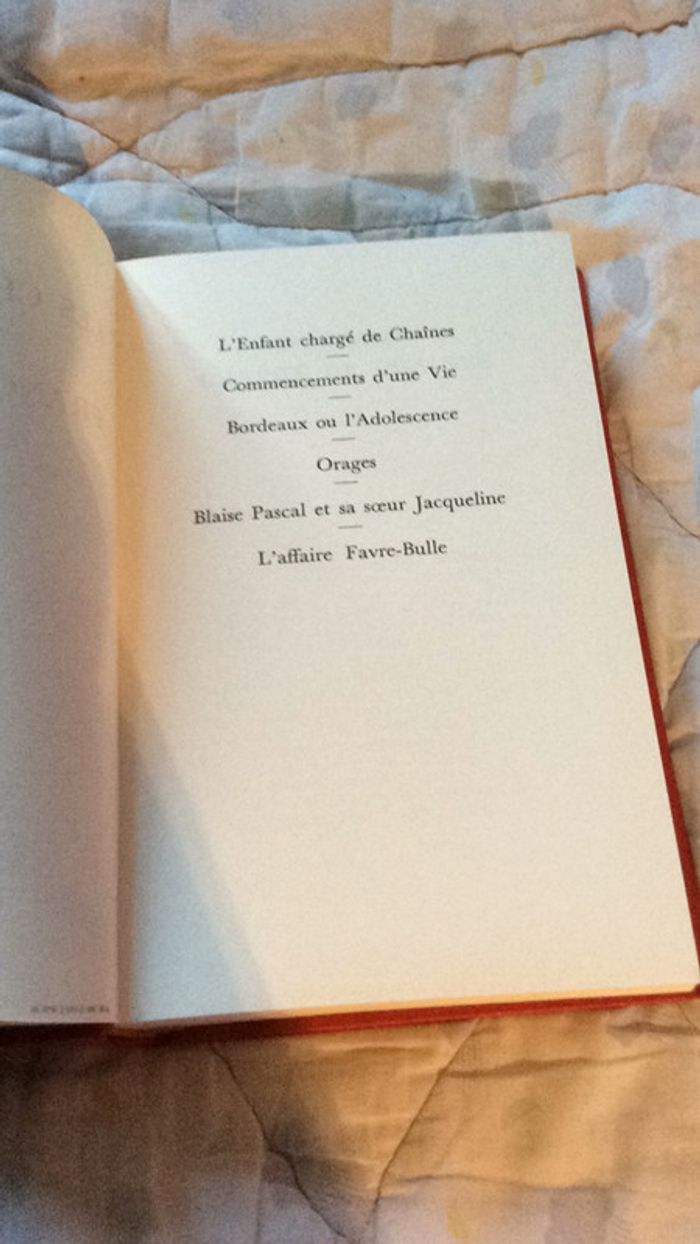 L'Enfant chargé de Chaînes
Commencements d'une Vie
Bordeaux ou l'Adolescence
Orages
Blaise Pascal et sa sœur Jacqueline
L'affaire Favre-Bulle